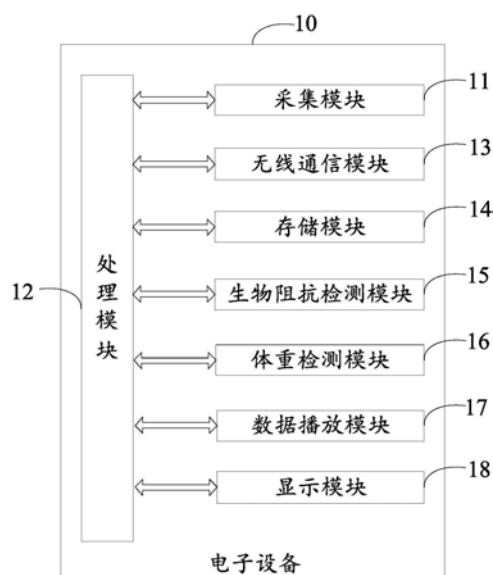 10
采集模块
11
无线通信模块
13
存储模块
14
处理模块
12
生物阻抗检测模块
15
体重检测模块
16
数据播放模块
17
显示模块
18
电子设备